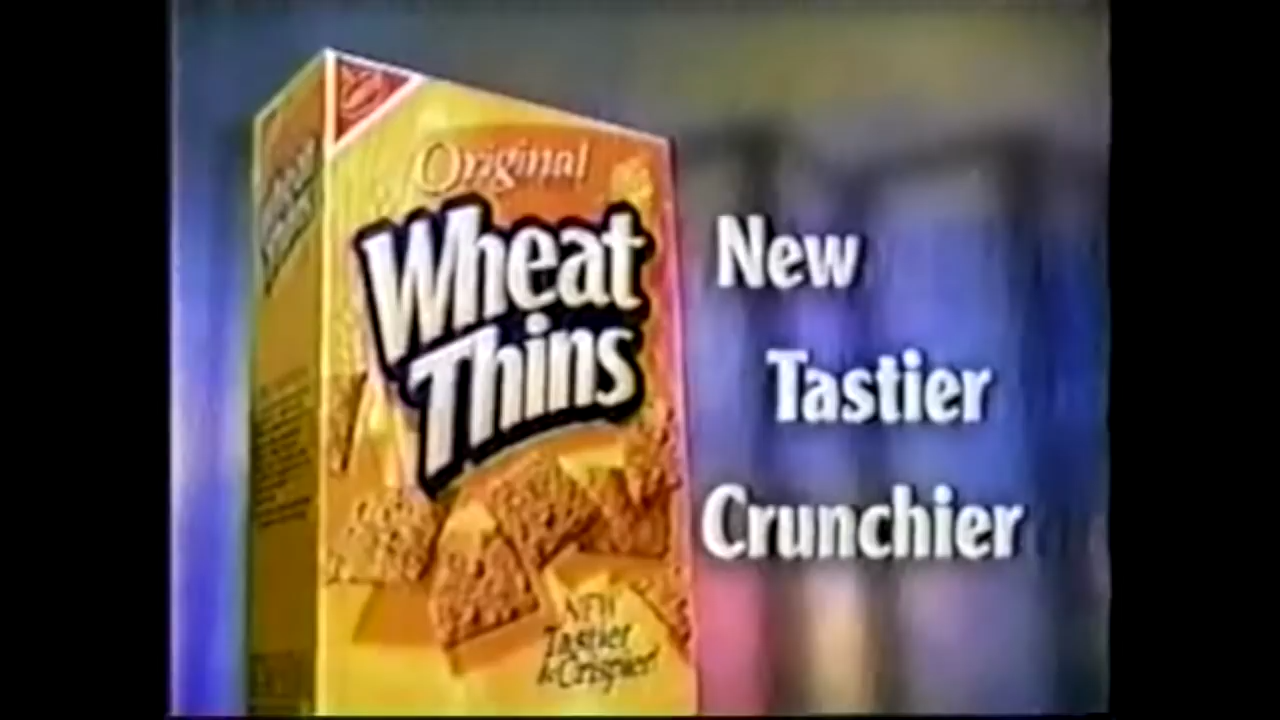 Original
Wheat
Thins
NEW
Tastier
& Crispier
New
Tastier
Crunchier